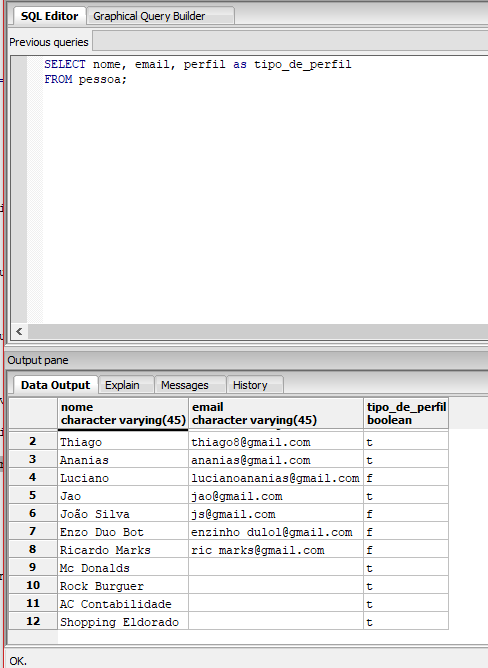 SQL Editor Graphical Query Builder
Previous queries
SELECT nome, email, perfil as tipo_de_perfil
FROM pessoa;
Output pane
Data Output Explain Messages History
nome email tipo_de_perfil
character varying(45) character varying(45) boolean
2 Thiago thiago8@gmail.com t
3 Ananias ananias@gmail.com t
4 Luciano lucianoananias@gmail.com f
5 Jao jao@gmail.com t
6 João Silva js@gmail.com f
7 Enzo Duo Bot enzinho_dulol@gmail.com f
8 Ricardo Marks ric_marks@gmail.com f
9 Mc Donalds t
10 Rock Burguer t
11 AC Contabilidade t
12 Shopping Eldorado t
OK.